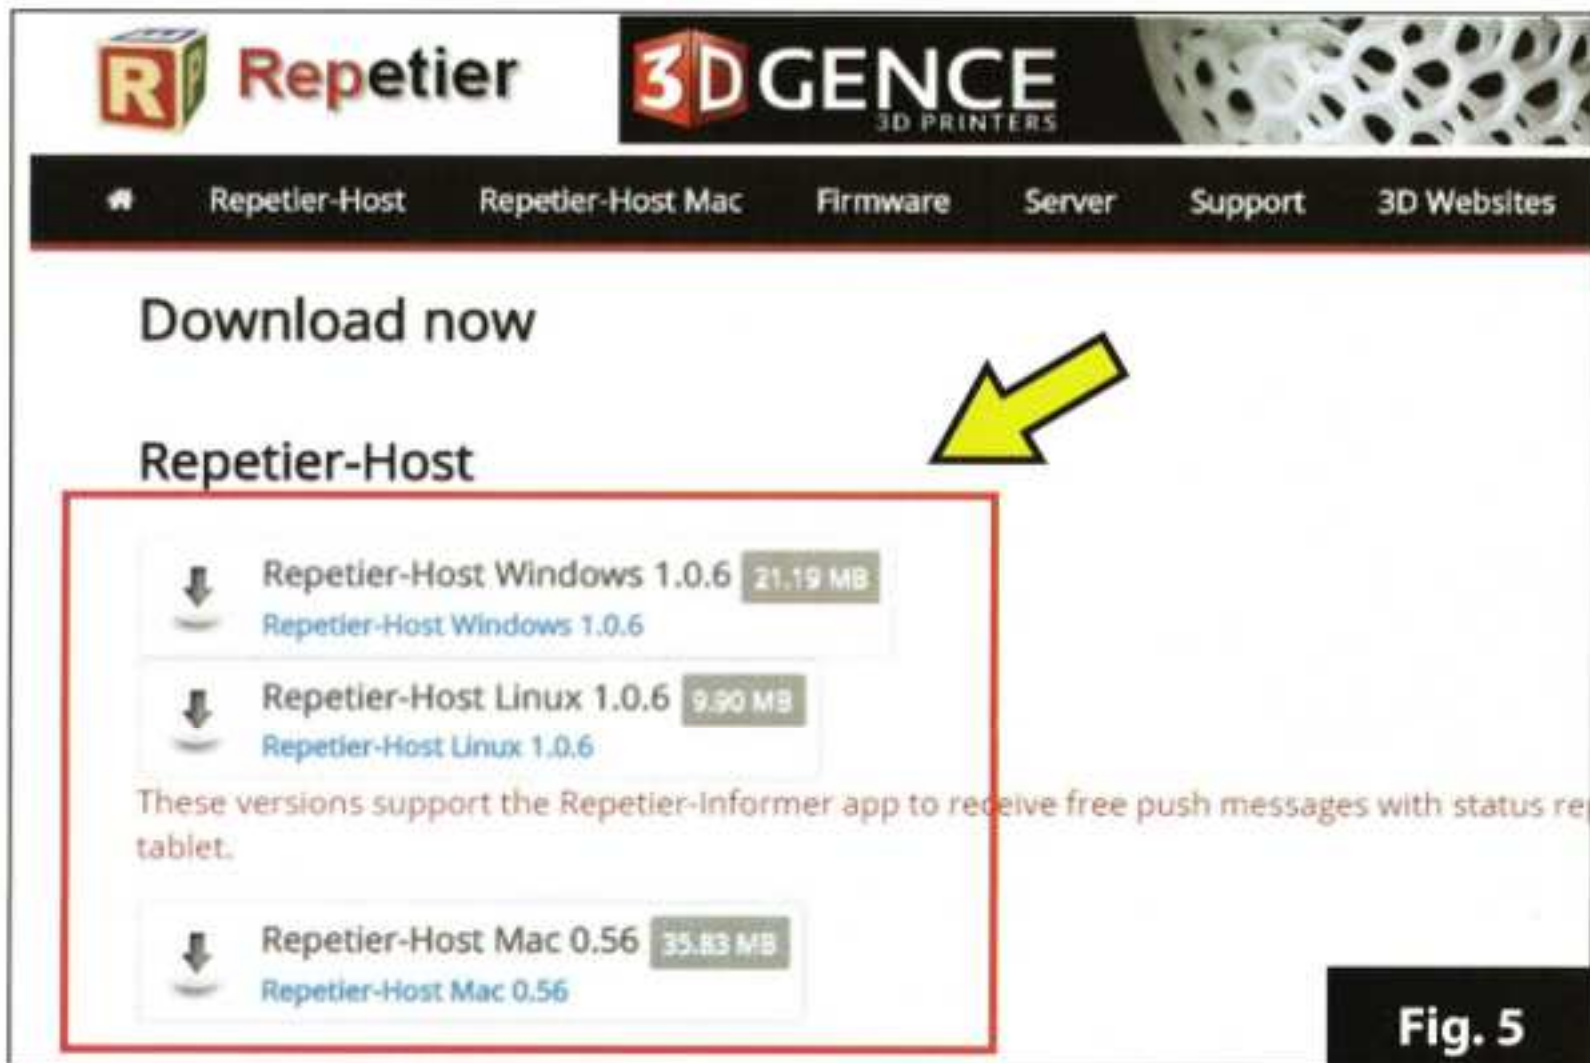 R P Repetier
3D GENCE
3D PRINTERS
Repetier-Host Repetier-Host Mac Firmware Server Support 3D Websites
Download now
Repetier-Host
Repetier-Host Windows 1.0.6 21.19 MB
Repetier-Host Windows 1.0.6
Repetier-Host Linux 1.0.6 9.90 MB
Repetier-Host Linux 1.0.6
These versions support the Repetier-Informer app to receive free push messages with status rep
tablet.
Repetier-Host Mac 0.56 35.83 MB
Repetier-Host Mac 0.56
Fig. 5